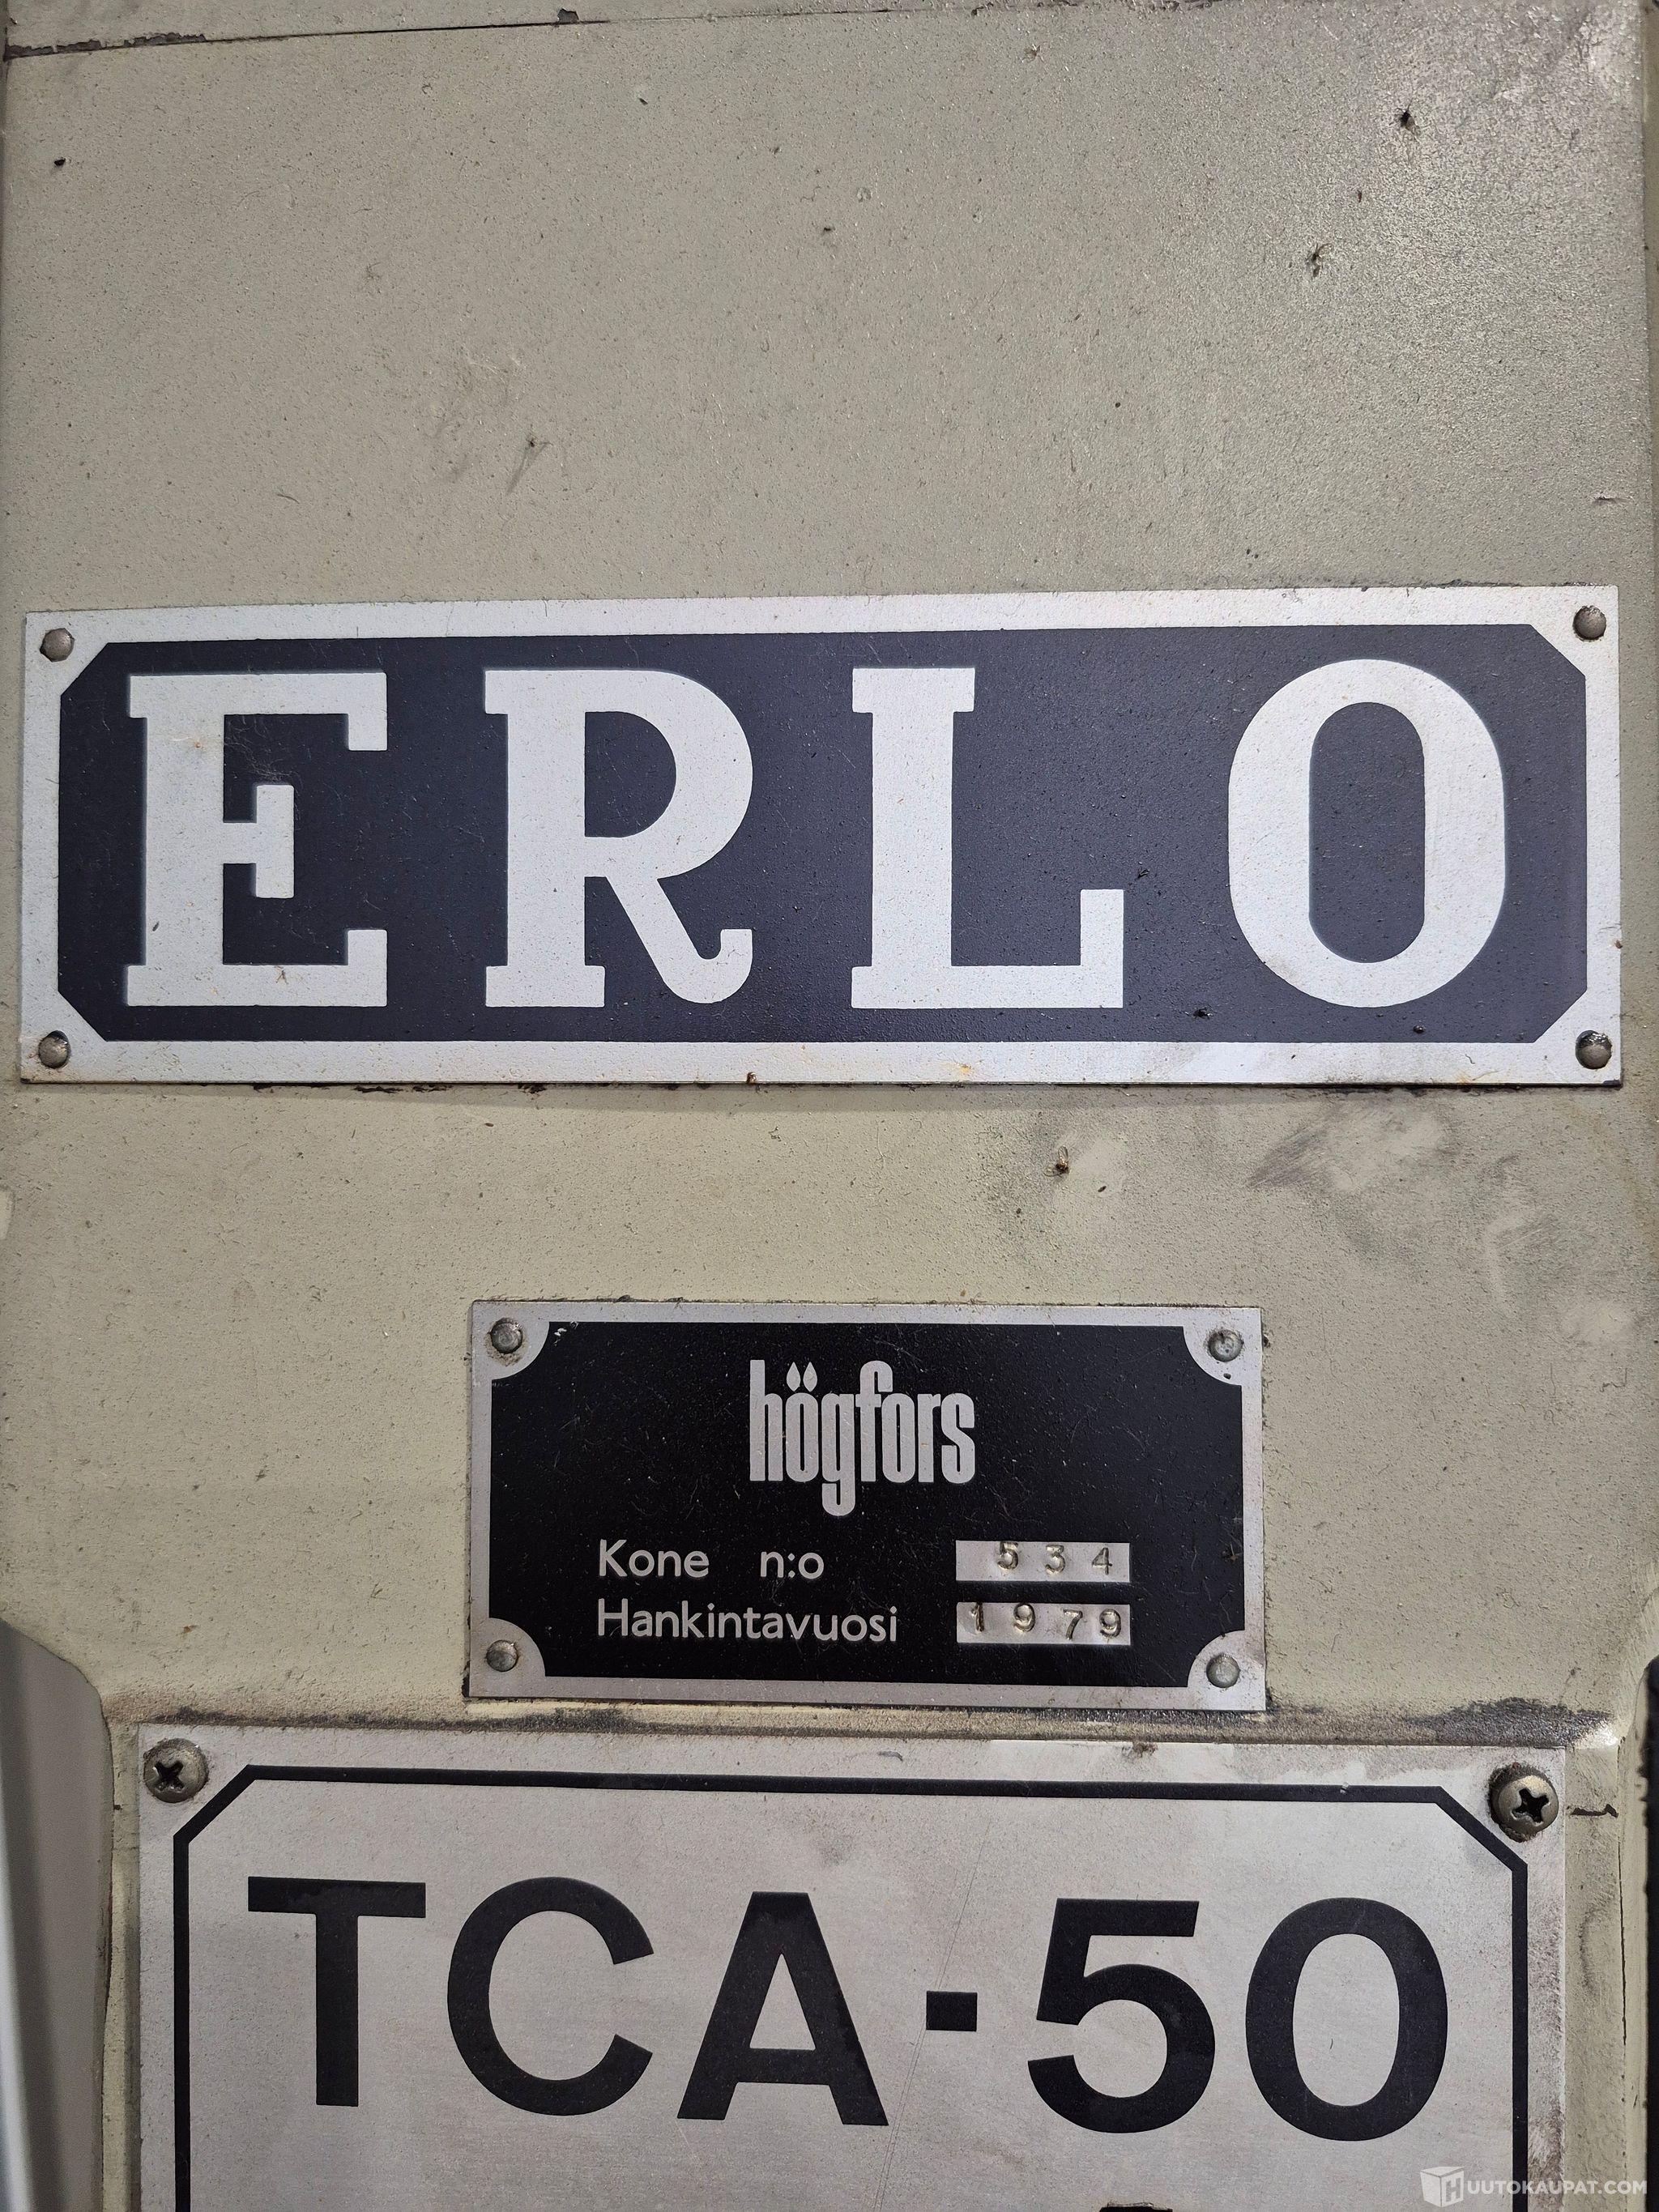 ERLO
högfors
Kone n:o 534
Hankintavuosi 1979
TCA·50
HUUTOKAUPAT.COM